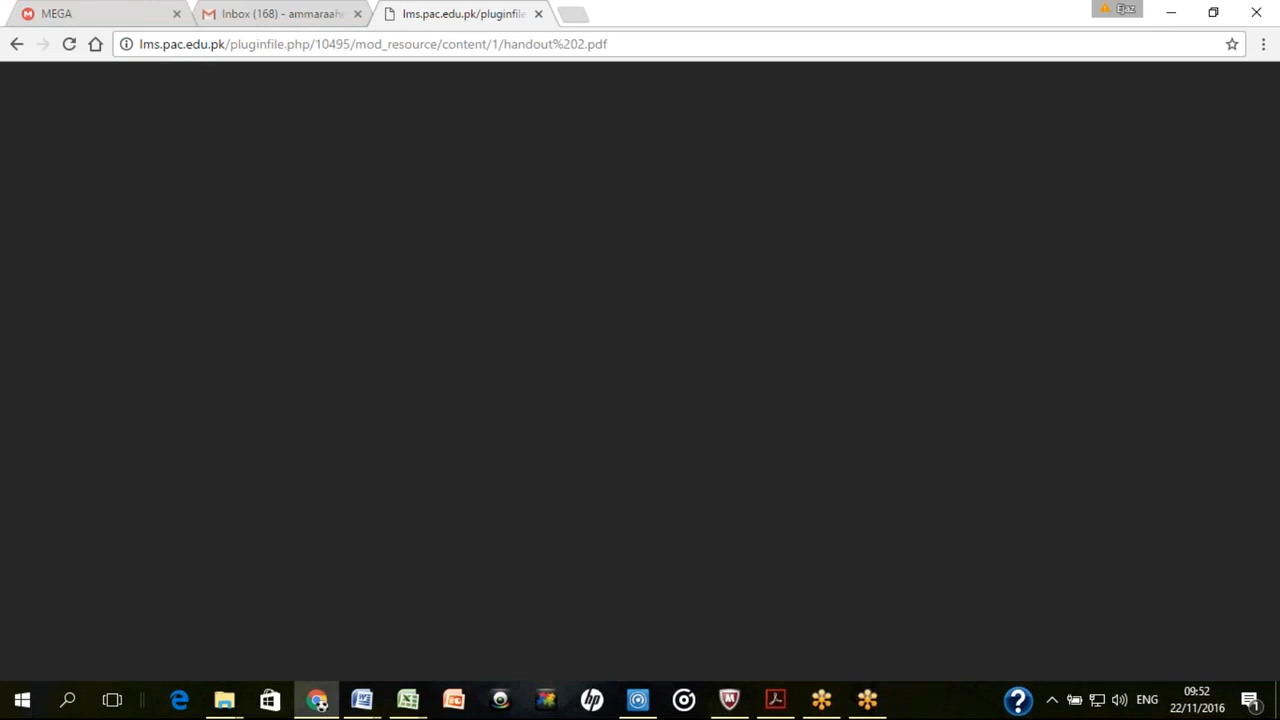 MEGA
Inbox (168) - ammaraah
lms.pac.edu.pk/pluginfile
Ejaz
lms.pac.edu.pk/pluginfile.php/10495/mod_resource/content/1/handout%202.pdf
ENG
09:52
22/11/2016